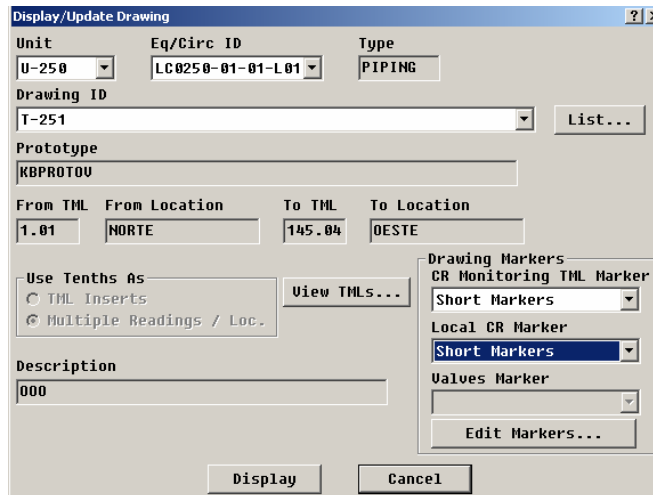 Display/Update Drawing
Unit Eq/Circ ID Type
U-250 LC0250-01-01-L01 PIPING
Drawing ID
T-251 List...
Prototype
KBPROTOV
From TML From Location To TML To Location
1.01 NORTE 145.04 OESTE
Use Tenths As
TML Inserts
Multiple Readings / Loc.
View TMLs...
Drawing Markers
CR Monitoring TML Marker
Short Markers
Local CR Marker
Short Markers
Valves Marker
Edit Markers...
Description
000
Display Cancel